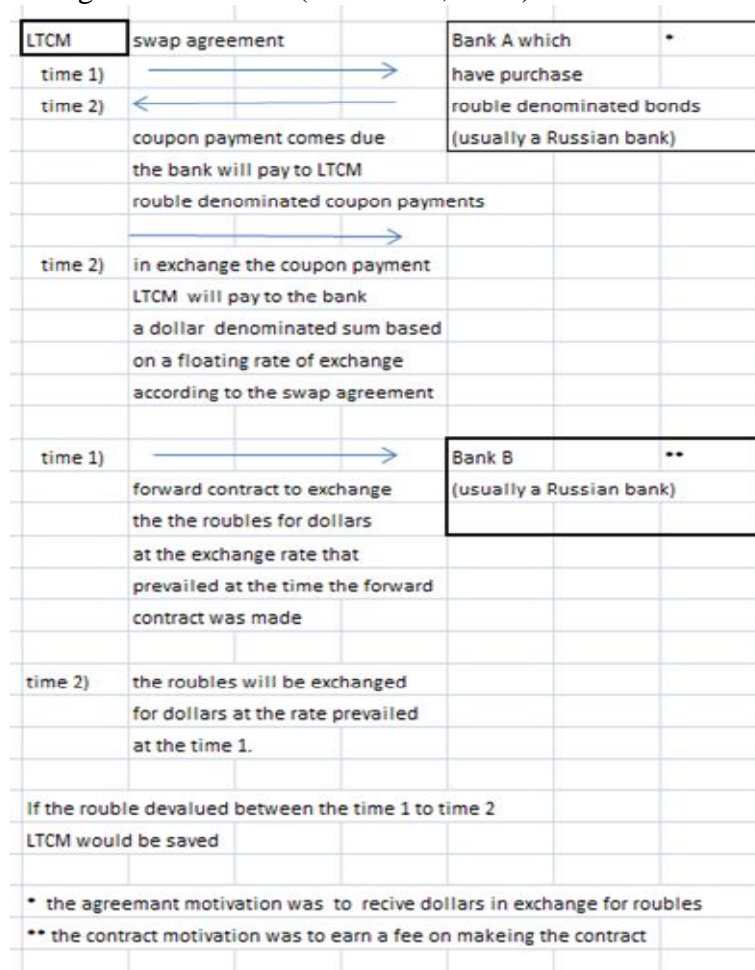 LTCM swap agreement Bank A which *
time 1) have purchase
time 2) rouble denominated bonds
coupon payment comes due (usually a Russian bank)
the bank will pay to LTCM
rouble denominated coupon payments
time 2) in exchange the coupon payment
LTCM will pay to the bank
a dollar denominated sum based
on a floating rate of exchange
according to the swap agreement
time 1) Bank B **
forward contract to exchange (usually a Russian bank)
the the roubles for dollars
at the exchange rate that
prevailed at the time the forward
contract was made
time 2) the roubles will be exchanged
for dollars at the rate prevailed
at the time 1.
If the rouble devalued between the time 1 to time 2
LTCM would be saved
* the agreemant motivation was to recive dollars in exchange for roubles
** the contract motivation was to earn a fee on makeing the contract